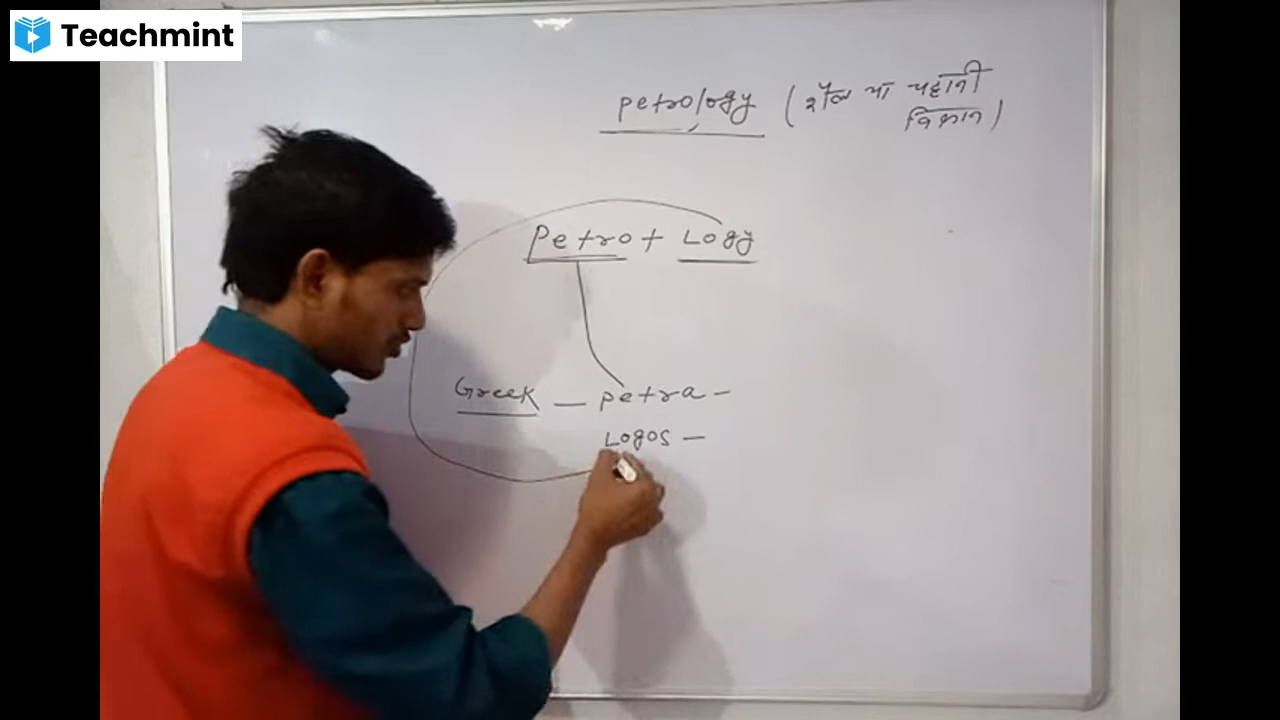 Teachmint
Petrology (शैल या चट्टानी
विज्ञान)
Petro + Logy
Greek — Petra —
Logos —